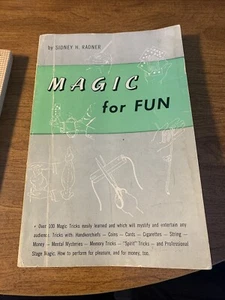 by SIDNEY H. RADNER
MAGIC
for FUN
• Over 100 Magic Tricks easily learned and which will mystify and entertain any
audience. Tricks with: Handkerchiefs — Coins — Cards — Cigarettes — String —
Money — Mental Mysteries — Memory Tricks — "Spirit" Tricks — and Professional
Stage Magic. How to perform for pleasure, and for money, too.